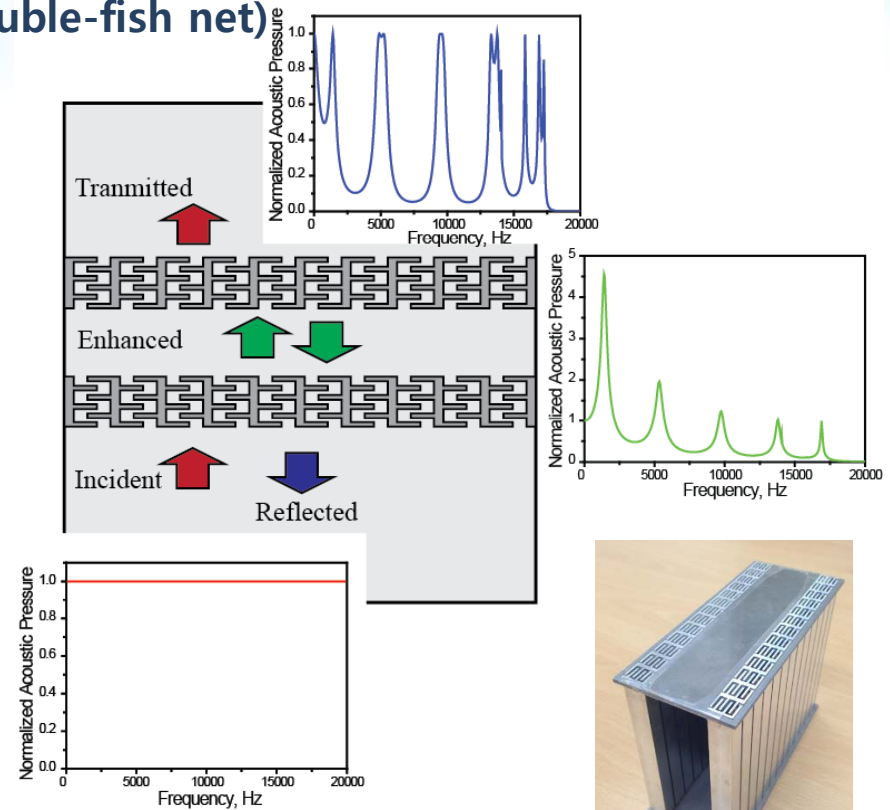 uble-fish net)
1.0
0.8
0.6
0.4
0.2
0.0
Normalized Acoustic Pressure
0 5000 10000 15000 20000
Frequency, Hz
Tranmitted
Enhanced
Incident
Reflected
5
4
3
2
1
0
Normalized Acoustic Pressure
0 5000 10000 15000 20000
Frequency, Hz
1.0
0.8
0.6
0.4
0.2
0.0
Normalized Acoustic Pressure
0 5000 10000 15000 20000
Frequency, Hz